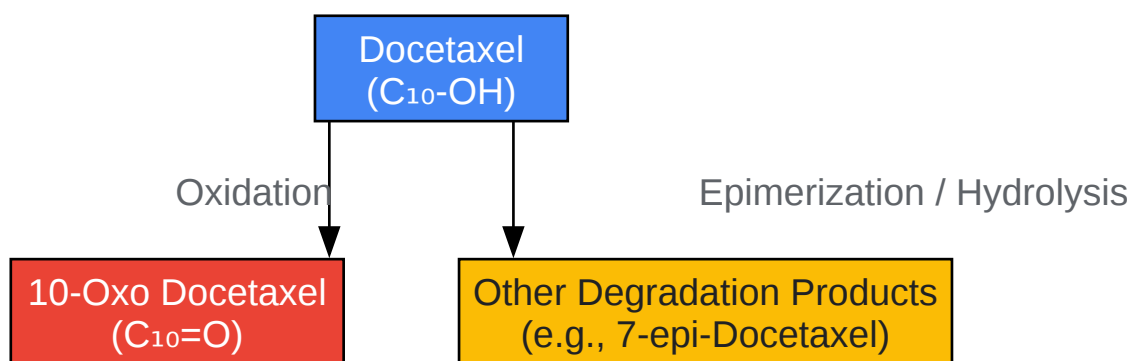 Docetaxel
(C₁₀-OH)
Oxidation
Epimerization / Hydrolysis
10-Oxo Docetaxel
(C₁₀=O)
Other Degradation Products
(e.g., 7-epi-Docetaxel)